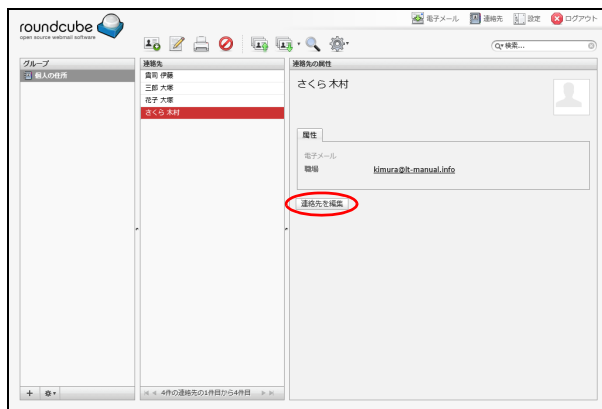 roundcube
open source webmail software
電子メール 連絡先 設定 ログアウト
検索...
グループ
個人の住所
連絡先
貴司 伊藤
三郎 大塚
花子 大塚
さくら 木村
4件の連絡先の1件目から4件目
連絡先の属性
さくら 木村
属性
電子メール
職場 kimura@lt-manual.info
連絡先を編集